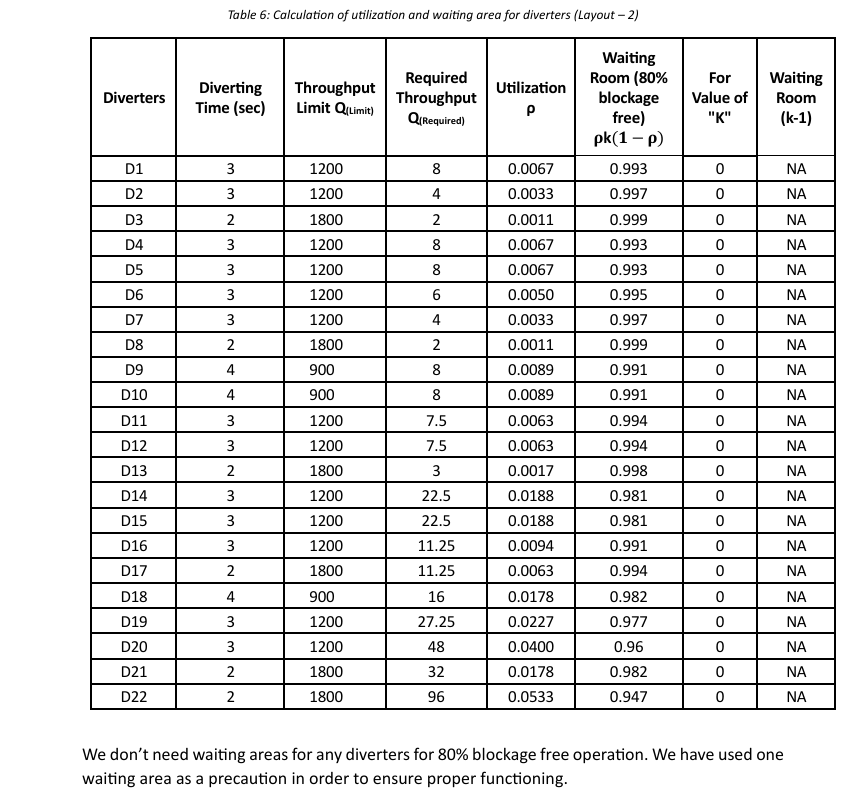 Table 6: Calculation of utilization and waiting area for diverters (Layout – 2)
Diverters Diverting Time (sec) Throughput Limit Q(Limit) Required Throughput Q(Required) Utilization ρ Waiting Room (80% blockage free) ρk(1 − ρ) For Value of "K" Waiting Room (k-1)
D1 3 1200 8 0.0067 0.993 0 NA
D2 3 1200 4 0.0033 0.997 0 NA
D3 2 1800 2 0.0011 0.999 0 NA
D4 3 1200 8 0.0067 0.993 0 NA
D5 3 1200 8 0.0067 0.993 0 NA
D6 3 1200 6 0.0050 0.995 0 NA
D7 3 1200 4 0.0033 0.997 0 NA
D8 2 1800 2 0.0011 0.999 0 NA
D9 4 900 8 0.0089 0.991 0 NA
D10 4 900 8 0.0089 0.991 0 NA
D11 3 1200 7.5 0.0063 0.994 0 NA
D12 3 1200 7.5 0.0063 0.994 0 NA
D13 2 1800 3 0.0017 0.998 0 NA
D14 3 1200 22.5 0.0188 0.981 0 NA
D15 3 1200 22.5 0.0188 0.981 0 NA
D16 3 1200 11.25 0.0094 0.991 0 NA
D17 2 1800 11.25 0.0063 0.994 0 NA
D18 4 900 16 0.0178 0.982 0 NA
D19 3 1200 27.25 0.0227 0.977 0 NA
D20 3 1200 48 0.0400 0.96 0 NA
D21 2 1800 32 0.0178 0.982 0 NA
D22 2 1800 96 0.0533 0.947 0 NA
We don't need waiting areas for any diverters for 80% blockage free operation. We have used one
waiting area as a precaution in order to ensure proper functioning.